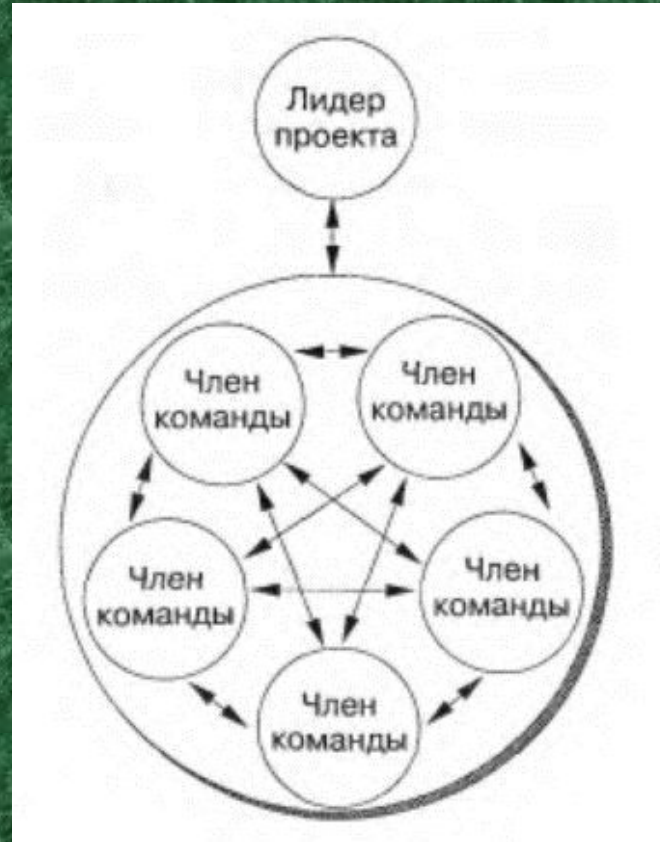 Лидер
проекта
Член
команды
Член
команды
Член
команды
Член
команды
Член
команды